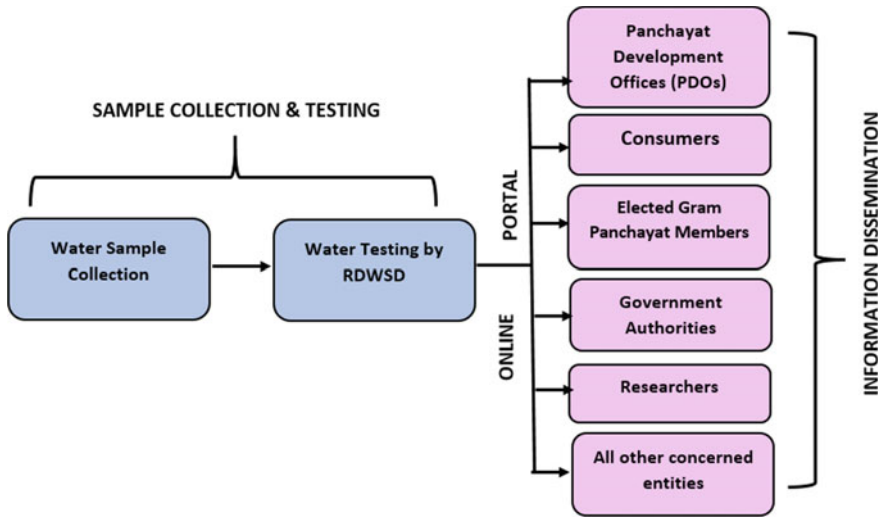 SAMPLE COLLECTION & TESTING
Water Sample
Collection
Water Testing by
RDWSD
ONLINE PORTAL
Panchayat
Development
Offices (PDOs)
Consumers
Elected Gram
Panchayat Members
Government
Authorities
Researchers
All other concerned
entities
INFORMATION DISSEMINATION